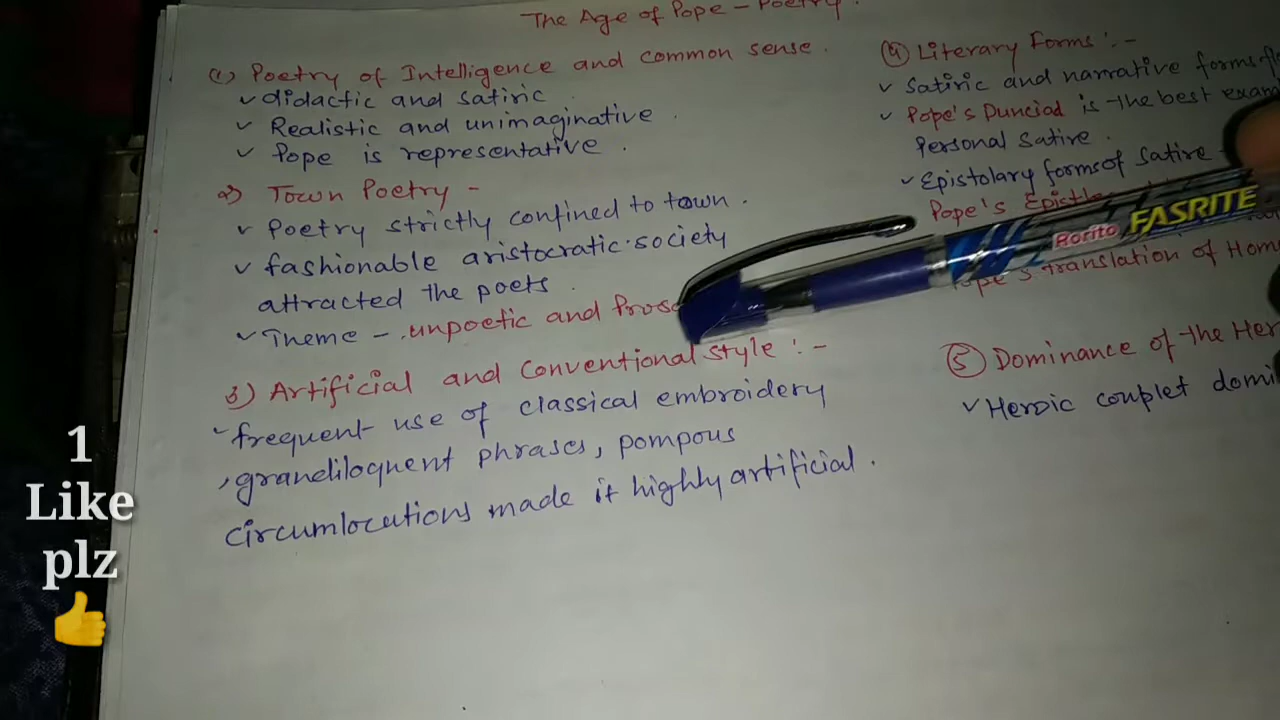 The Age of Pope - Poetry.
(1) Poetry of Intelligence and common sense.
✓ didactic and satiric
✓ Realistic and unimaginative.
✓ Pope is representative.
2) Town Poetry -
✓ Poetry strictly confined to town.
✓ fashionable aristocratic society
attracted the poets.
✓ Theme - unpoetic and
3) Artificial and Conventional style :-
✓ frequent use of classical embroidery
, grandiloquent phrases, pompous
circumlocutions made it highly artificial.
(4) Literary Forms :-
✓ Satiric and narrative forms
✓ Pope's Dunciad is the best
Personal Satire.
✓ Epistolary forms of Satire -
Pope's
translation of
(5) Dominance of the
✓ Heroic couplet
Rorito FASRITE
1
Like
plz
👍